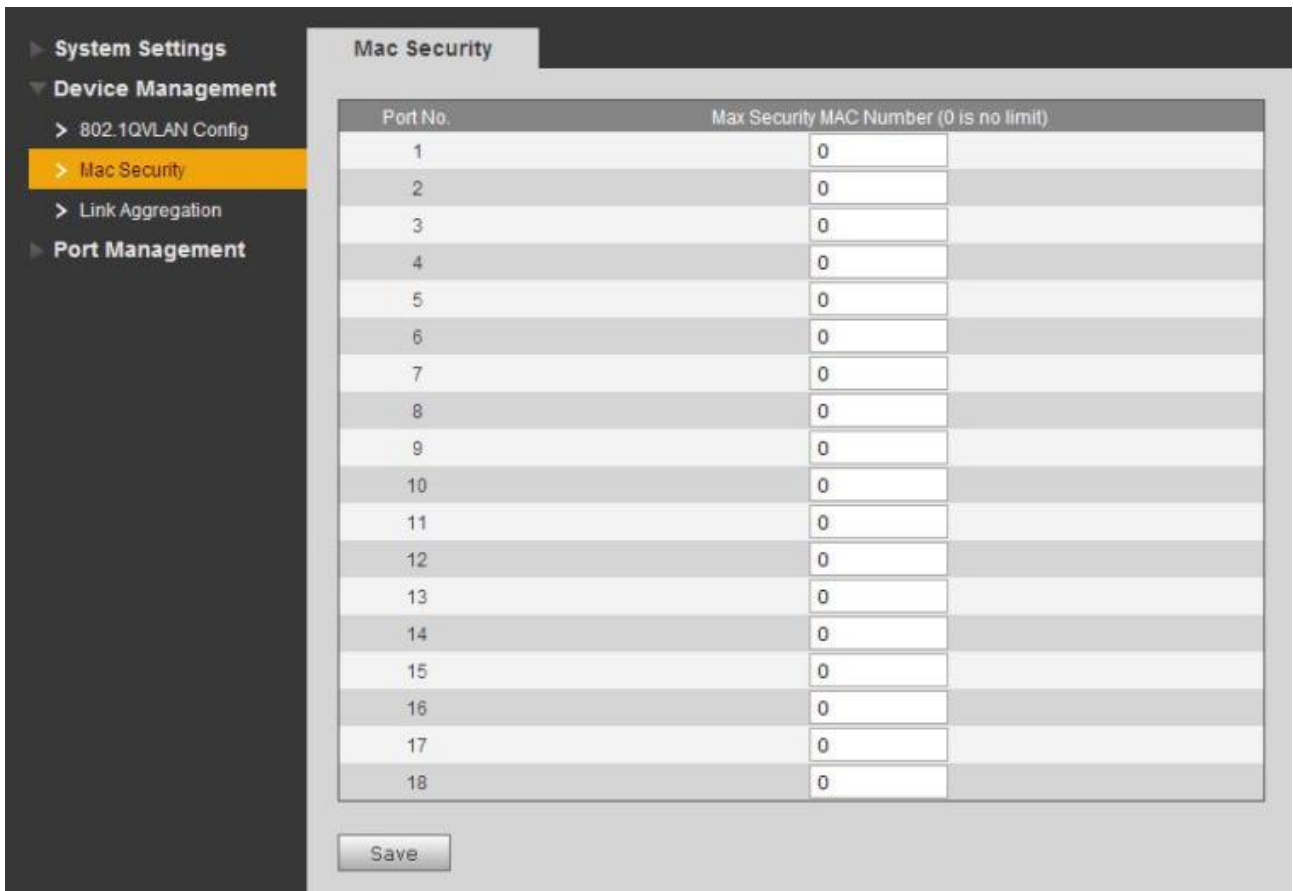 System Settings
Device Management
> 802.1QVLAN Config
> Mac Security
> Link Aggregation
Port Management
Mac Security
Port No. Max Security MAC Number (0 is no limit)
1 0
2 0
3 0
4 0
5 0
6 0
7 0
8 0
9 0
10 0
11 0
12 0
13 0
14 0
15 0
16 0
17 0
18 0
Save